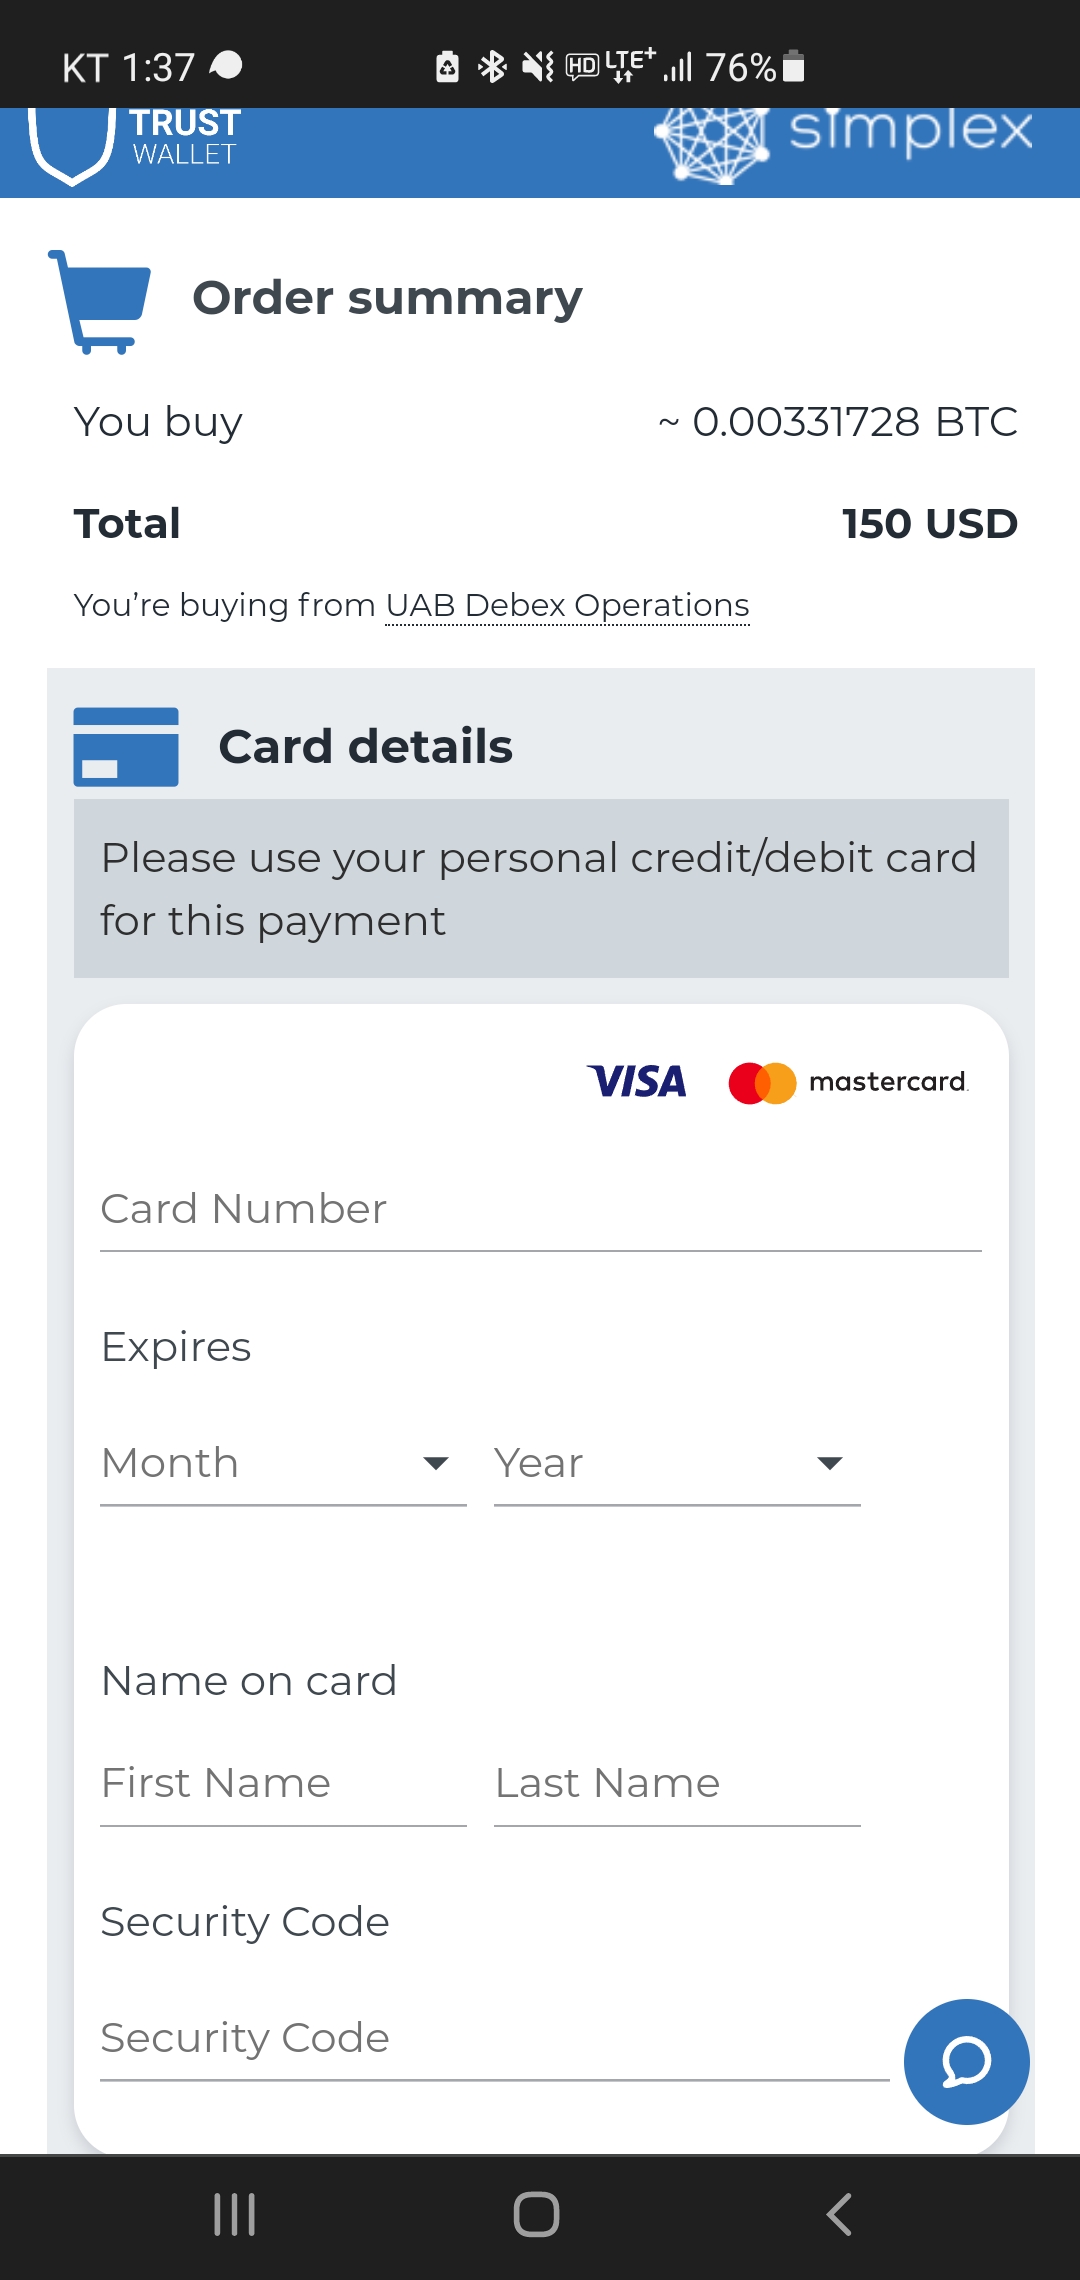 KT 1:37 HD LTE+ 76%
TRUST
WALLET
simplex
Order summary
You buy ~ 0.00331728 BTC
Total 150 USD
You're buying from UAB Debex Operations
Card details
Please use your personal credit/debit card
for this payment
VISA mastercard
Card Number
Expires
Month Year
Name on card
First Name Last Name
Security Code
Security Code